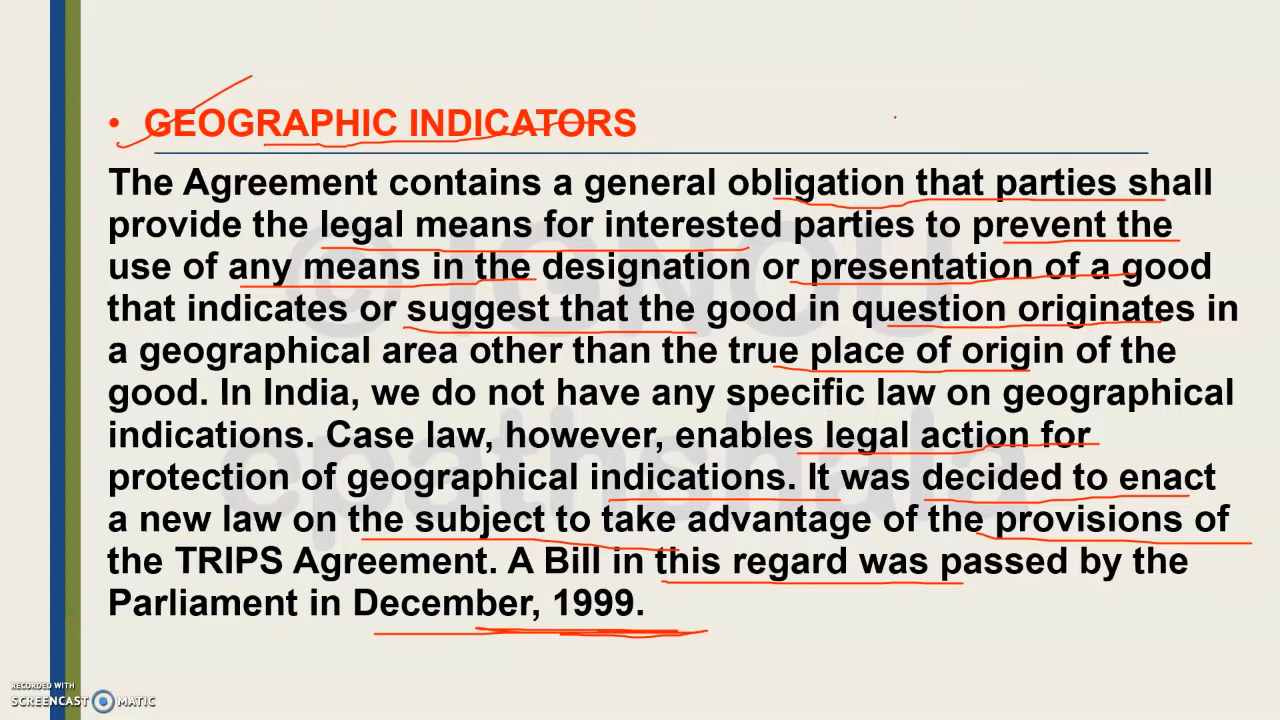 • GEOGRAPHIC INDICATORS
The Agreement contains a general obligation that parties shall
provide the legal means for interested parties to prevent the
use of any means in the designation or presentation of a good
that indicates or suggest that the good in question originates in
a geographical area other than the true place of origin of the
good. In India, we do not have any specific law on geographical
indications. Case law, however, enables legal action for
protection of geographical indications. It was decided to enact
a new law on the subject to take advantage of the provisions of
the TRIPS Agreement. A Bill in this regard was passed by the
Parliament in December, 1999.
© IGNOU
epathshala
RECORDED WITH
SCREENCAST MATIC